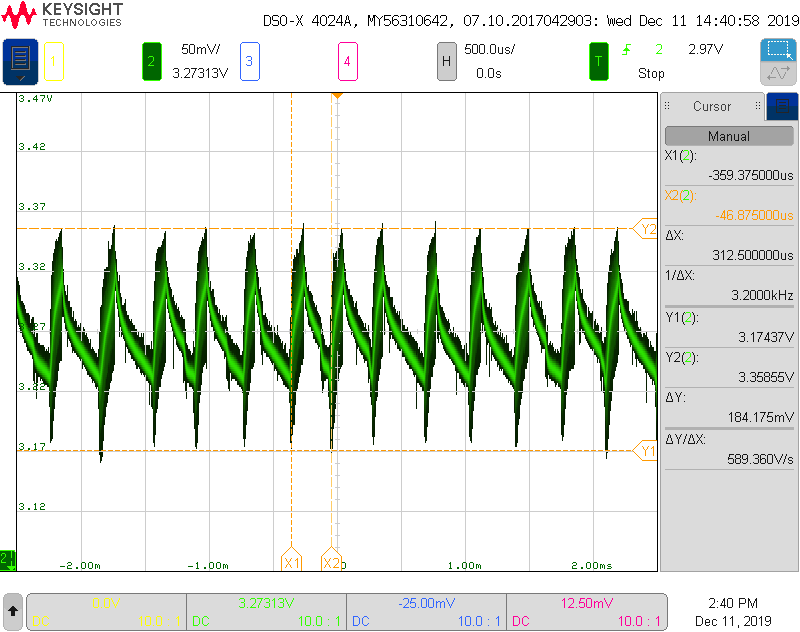 KEYSIGHT
TECHNOLOGIES
DSO-X 4024A, MY56310642, 07.10.2017042903: Wed Dec 11 14:40:58 2019
1
2
50mV/
3.27313V
3
4
H
500.0us/
0.0s
T
2
2.97V
Stop
3.47V
3.42
3.37
3.32
3.27
3.22
3.17
3.12
Y2
Y1
2
-2.00m
-1.00m
X1
X2
0
1.00m
2.00ms
Cursor
Manual
X1(2):
-359.375000us
X2(2):
-46.875000us
ΔX:
312.500000us
1/ΔX:
3.2000kHz
Y1(2):
3.17437V
Y2(2):
3.35855V
ΔY:
184.175mV
ΔY/ΔX:
589.360V/s
0.0V
DC
0.0 : 1
3.27313V
DC
10.0 : 1
-25.00mV
DC
10.0 : 1
12.50mV
DC
10.0 : 1
2:40 PM
Dec 11, 2019